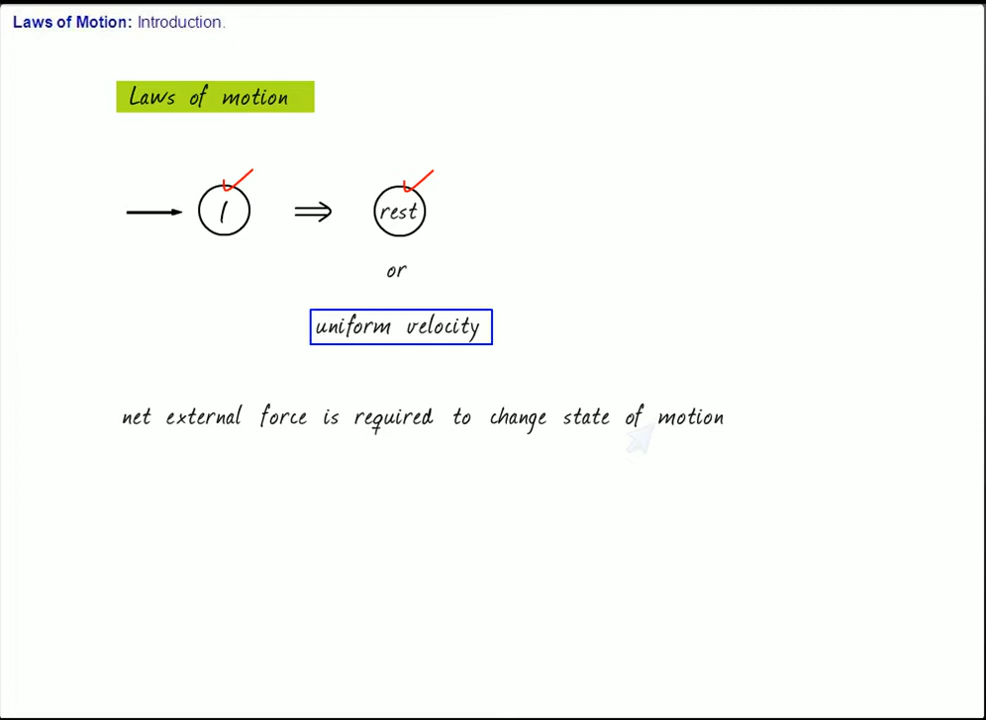 Laws of Motion: Introduction.
Laws of motion
1 ⇒ rest
or
uniform velocity
net external force is required to change state of motion